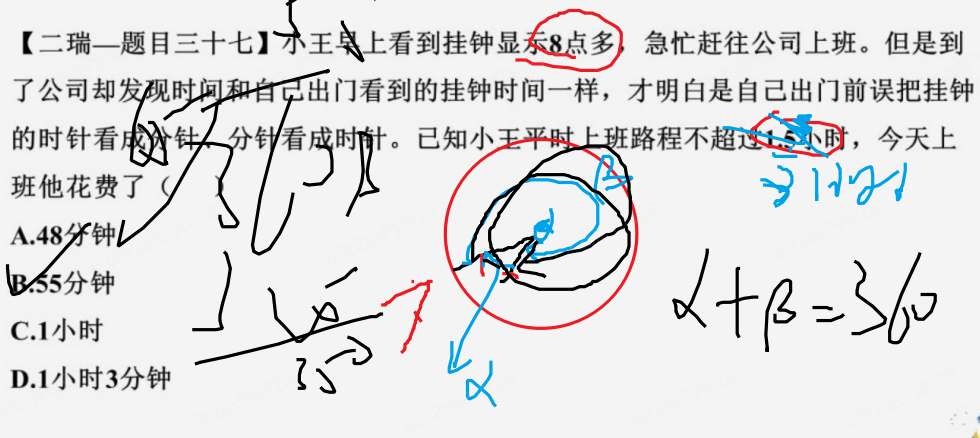 【二瑞—题目三十七】小王早上看到挂钟显示8点多，急忙赶往公司上班。但是到
了公司却发现时间和自己出门看到的挂钟时间一样，才明白是自己出门前误把挂钟
的时针看成分针、分针看成时针。已知小王平时上班路程不超过1.5小时，今天上
班他花费了（ ）
A.48分钟
B.55分钟
C.1小时
D.1小时3分钟
β
α
α+β=360